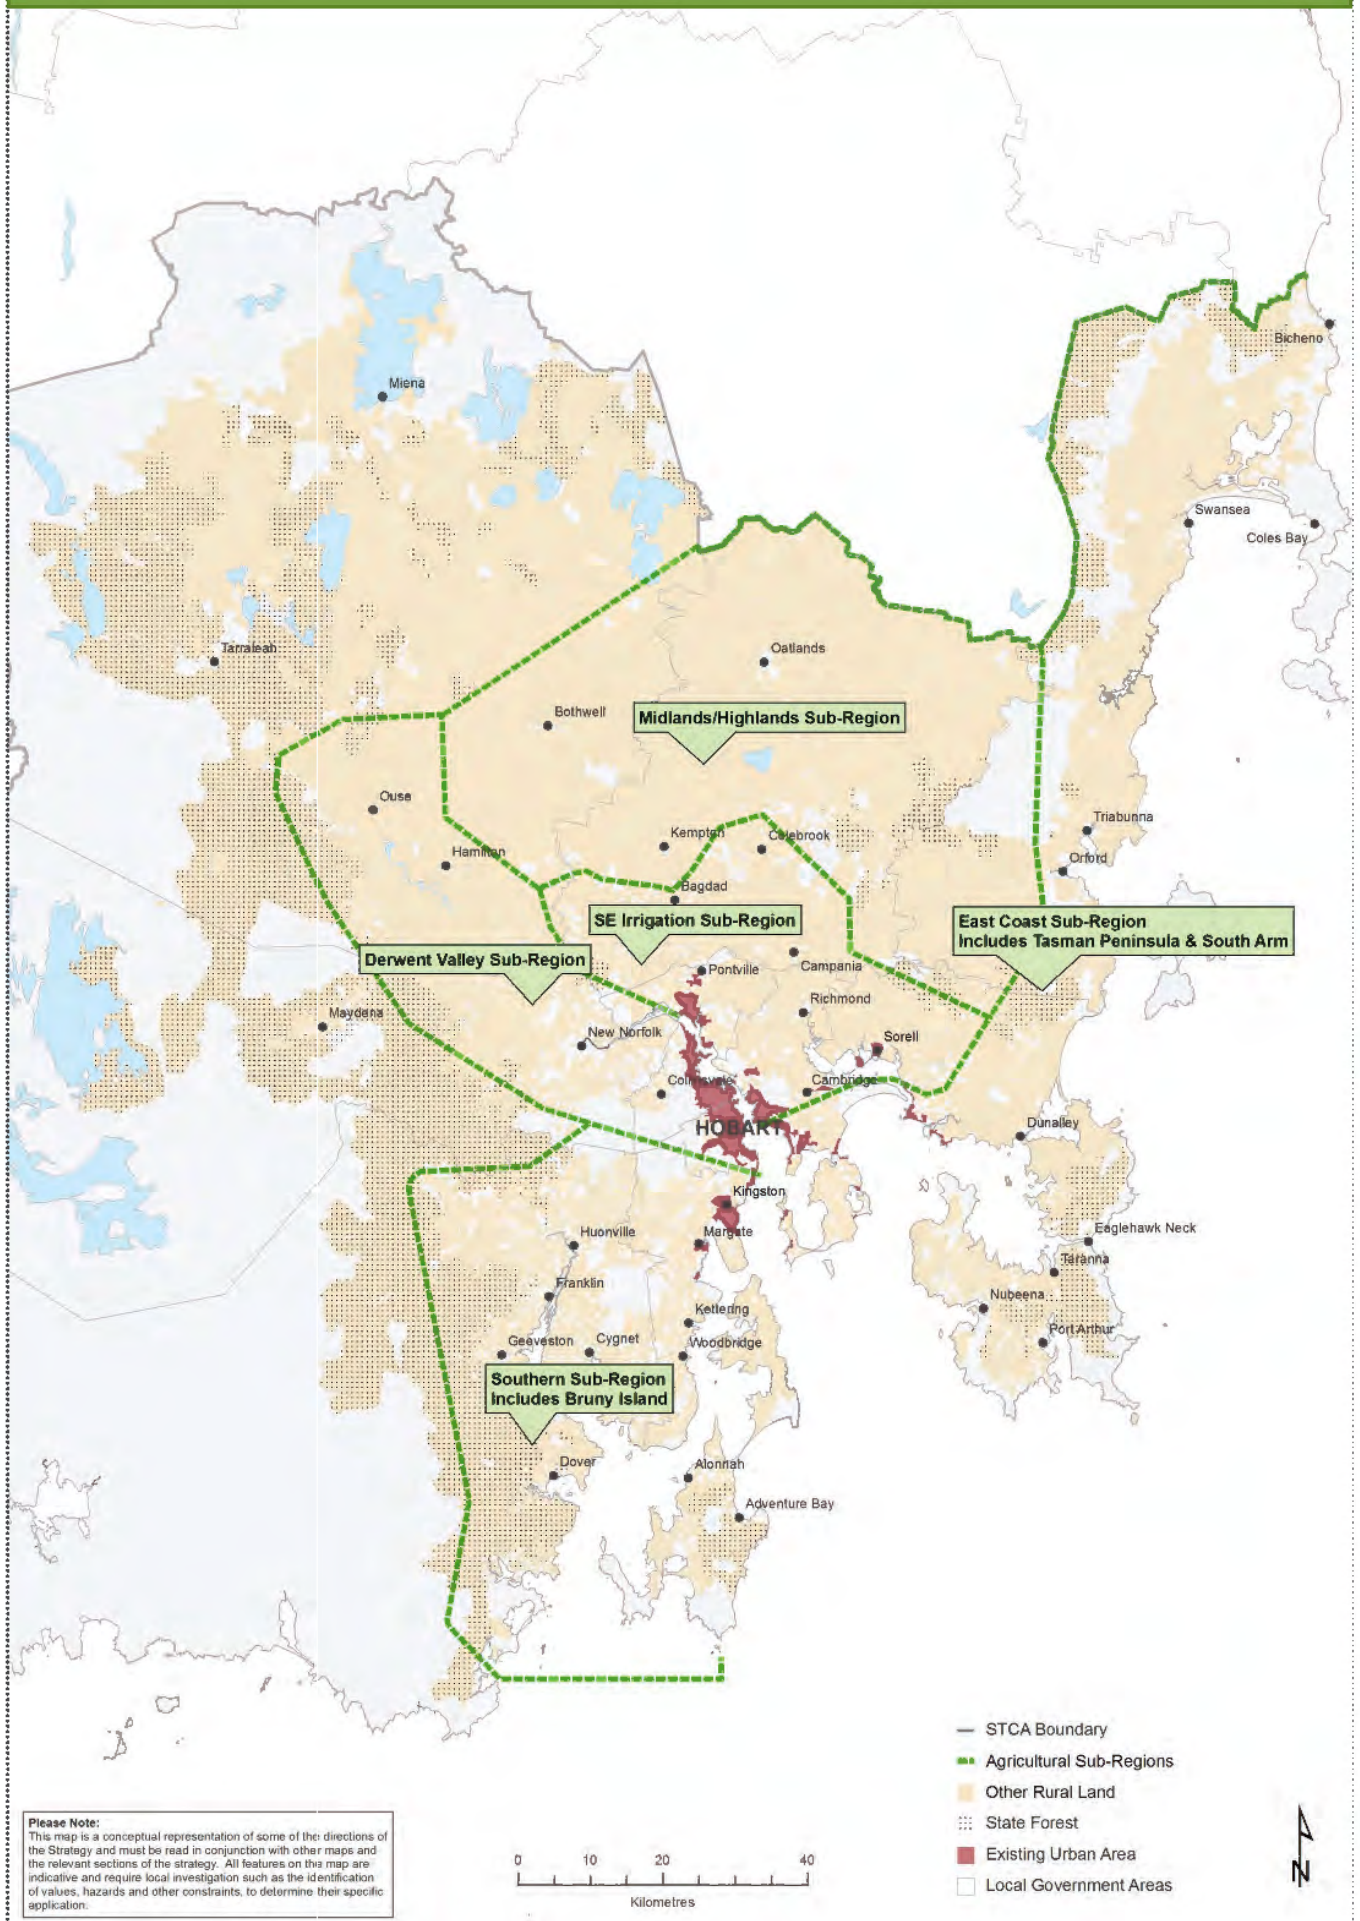 Bicheno
Miena
Swansea
Coles Bay
Tarraleah
Oatlands
Bothwell
Midlands/Highlands Sub-Region
Ouse
Triabunna
Kempton
Colebrook
Hamilton
Orford
Bagdad
SE Irrigation Sub-Region
East Coast Sub-Region
Includes Tasman Peninsula & South Arm
Derwent Valley Sub-Region
Pontville
Campania
Richmond
Maydena
New Norfolk
Sorell
Collinsvale
Cambridge
HOBART
Dunalley
Kingston
Huonville
Margate
Eaglehawk Neck
Taranna
Franklin
Nubeena
Kettering
Port Arthur
Geeveston
Cygnet
Woodbridge
Southern Sub-Region
Includes Bruny Island
Dover
Alonnah
Adventure Bay
STCA Boundary
Agricultural Sub-Regions
Other Rural Land
State Forest
Existing Urban Area
Local Government Areas
N
Please Note:
This map is a conceptual representation of some of the directions of
the Strategy and must be read in conjunction with other maps and
the relevant sections of the strategy. All features on this map are
indicative and require local investigation such as the identification
of values, hazards and other constraints, to determine their specific
application.
0 10 20 40
Kilometres